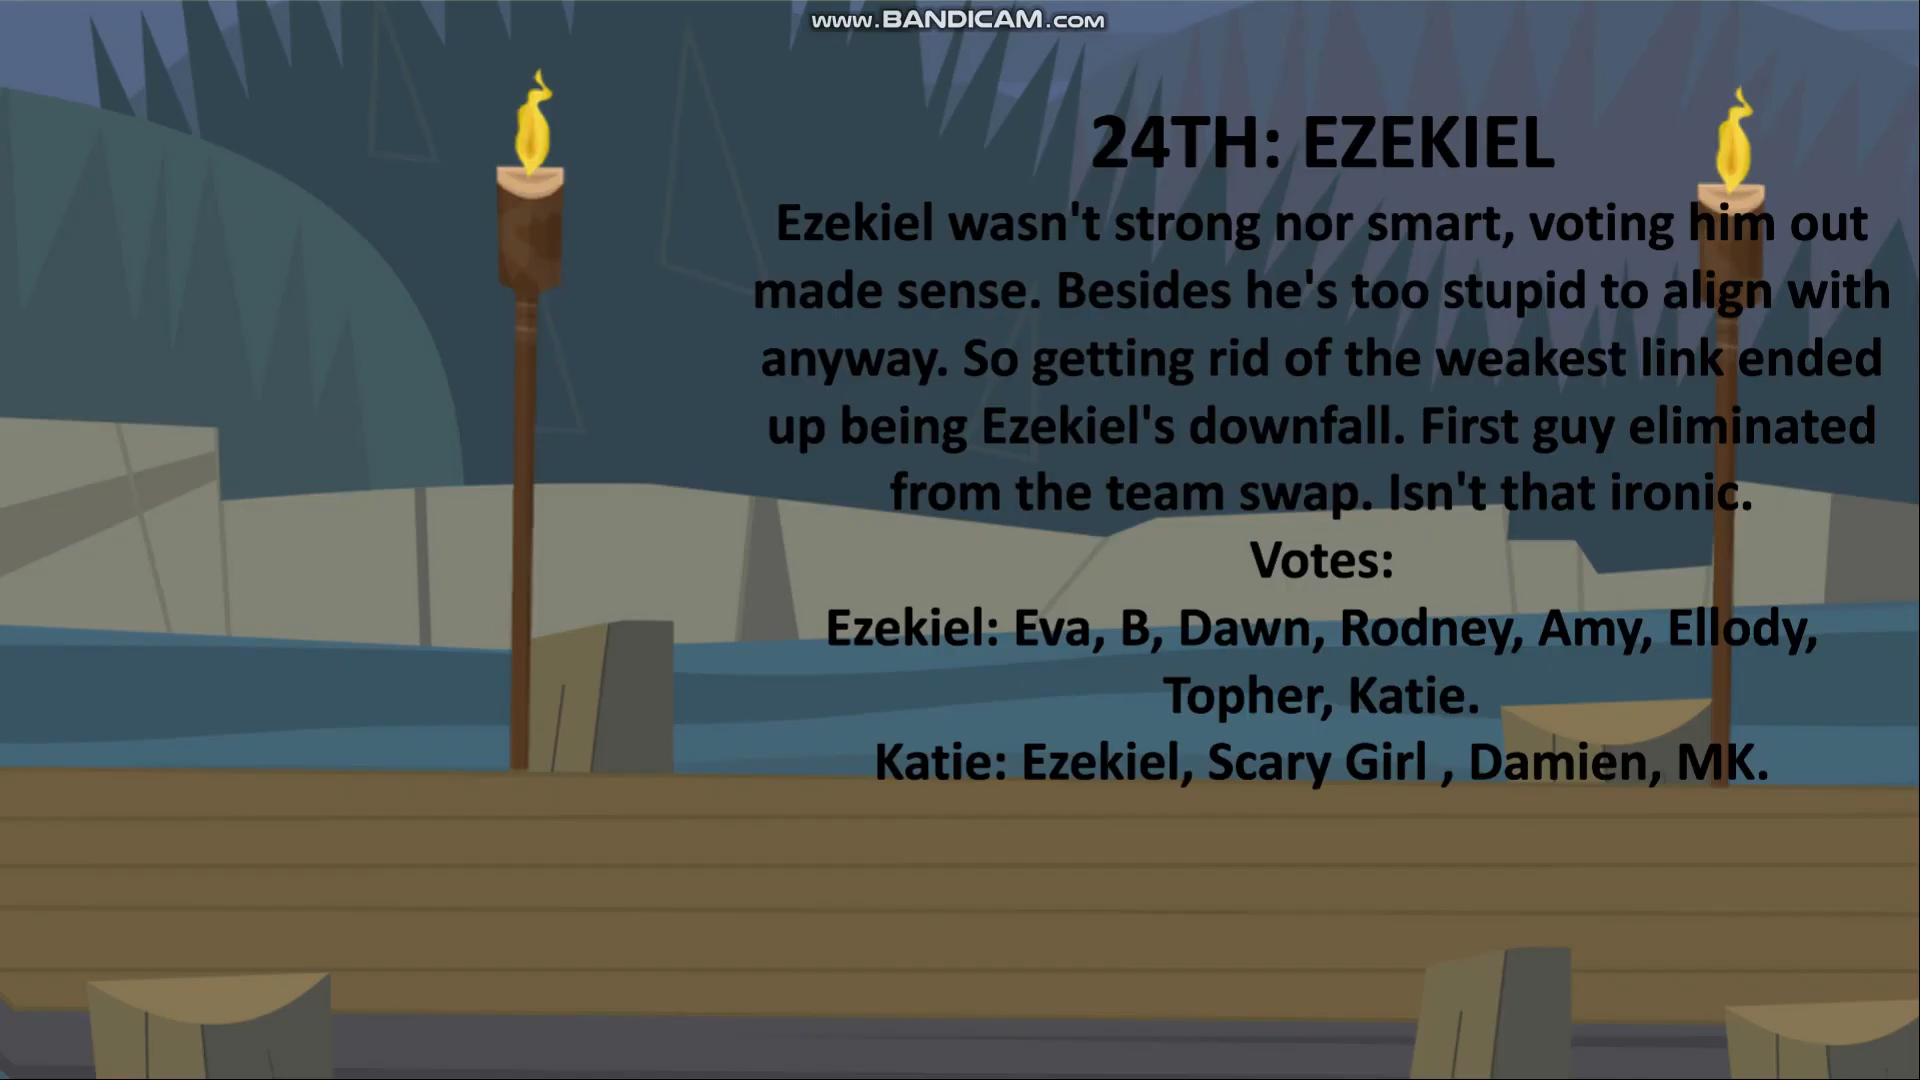 www.BANDICAM.com
24TH: EZEKIEL
Ezekiel wasn't strong nor smart, voting him out
made sense. Besides he's too stupid to align with
anyway. So getting rid of the weakest link ended
up being Ezekiel's downfall. First guy eliminated
from the team swap. Isn't that ironic.
Votes:
Ezekiel: Eva, B, Dawn, Rodney, Amy, Ellody,
Topher, Katie.
Katie: Ezekiel, Scary Girl , Damien, MK.